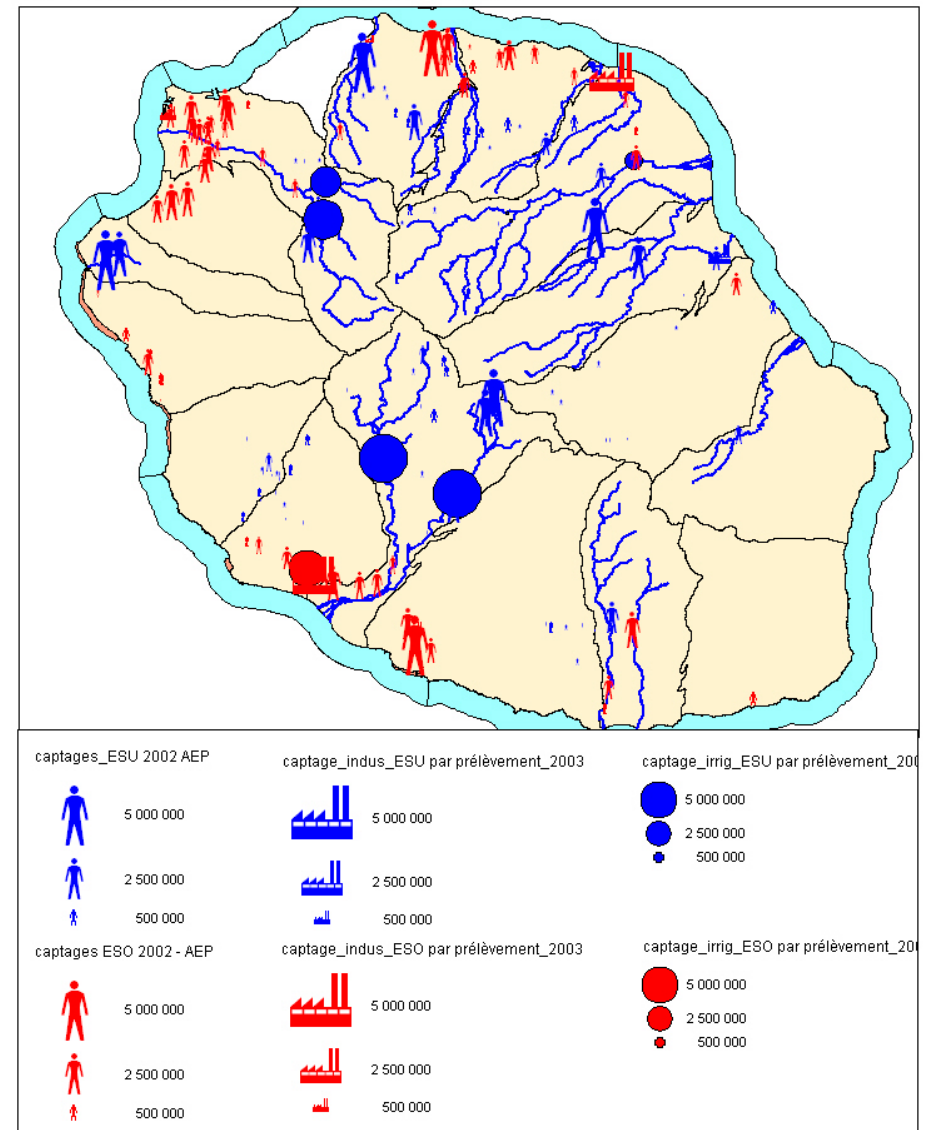 captages_ESU 2002 AEP
5 000 000
2 500 000
500 000
captage_indus_ESU par prélèvement_2003
5 000 000
2 500 000
500 000
captage_irrig_ESU par prélèvement_200
5 000 000
2 500 000
500 000
captages ESO 2002 - AEP
5 000 000
2 500 000
500 000
captage_indus_ESO par prélèvement_2003
5 000 000
2 500 000
500 000
captage_irrig_ESO par prélèvement_200
5 000 000
2 500 000
500 000